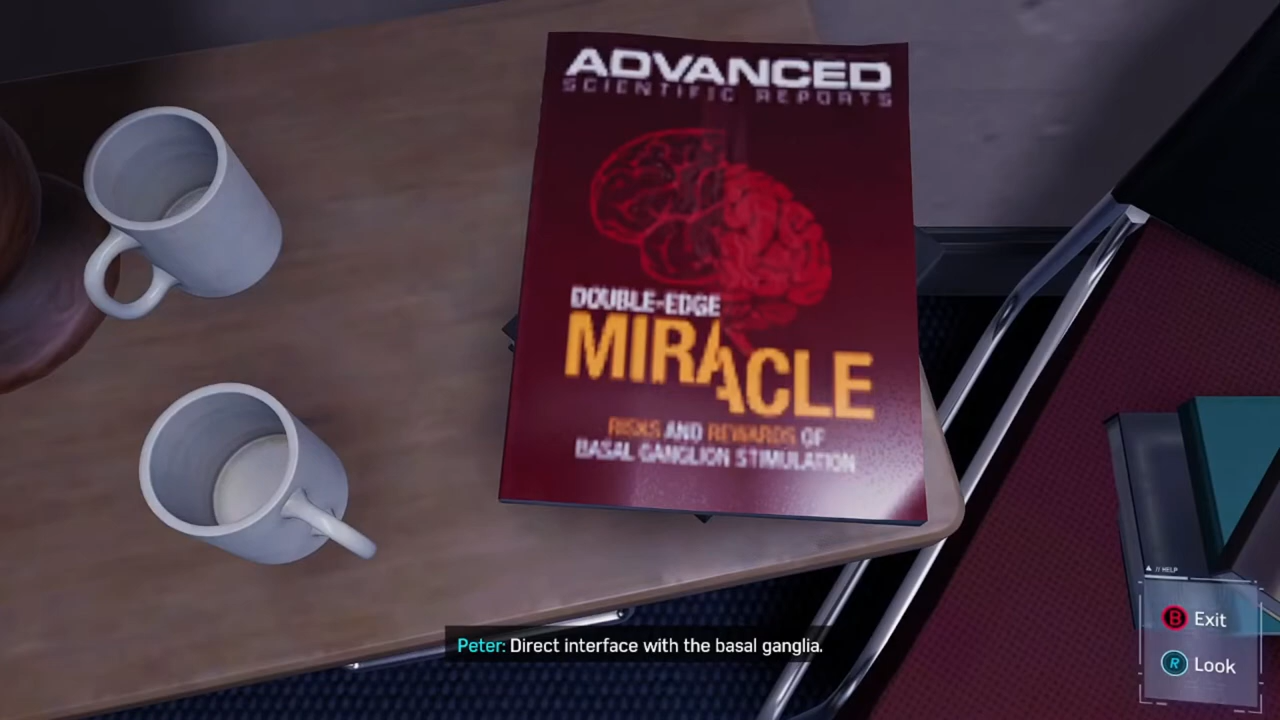 ADVANCED
SCIENTIFIC REPORTS
DOUBLE-EDGE
MIRACLE
RISKS AND REWARDS OF
BASAL GANGLION STIMULATION
Peter: Direct interface with the basal ganglia.
// HELP
B Exit
R Look